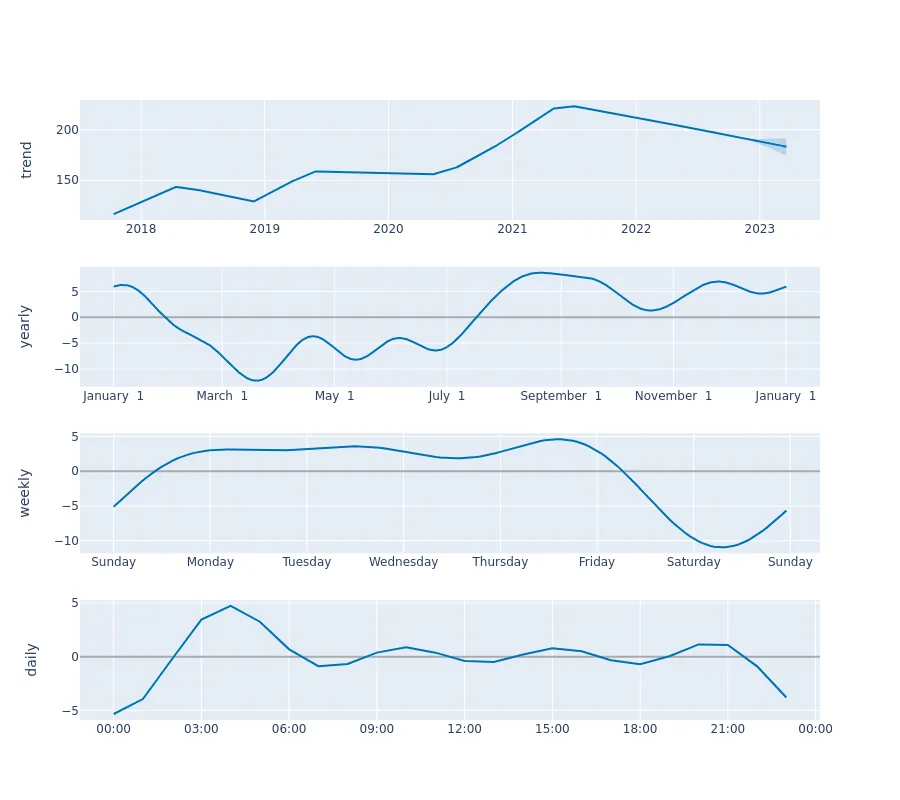 trend
200
150
2018 2019 2020 2021 2022 2023
yearly
5
0
−5
−10
January 1 March 1 May 1 July 1 September 1 November 1 January 1
weekly
5
0
−5
−10
Sunday Monday Tuesday Wednesday Thursday Friday Saturday Sunday
daily
5
0
−5
00:00 03:00 06:00 09:00 12:00 15:00 18:00 21:00 00:00